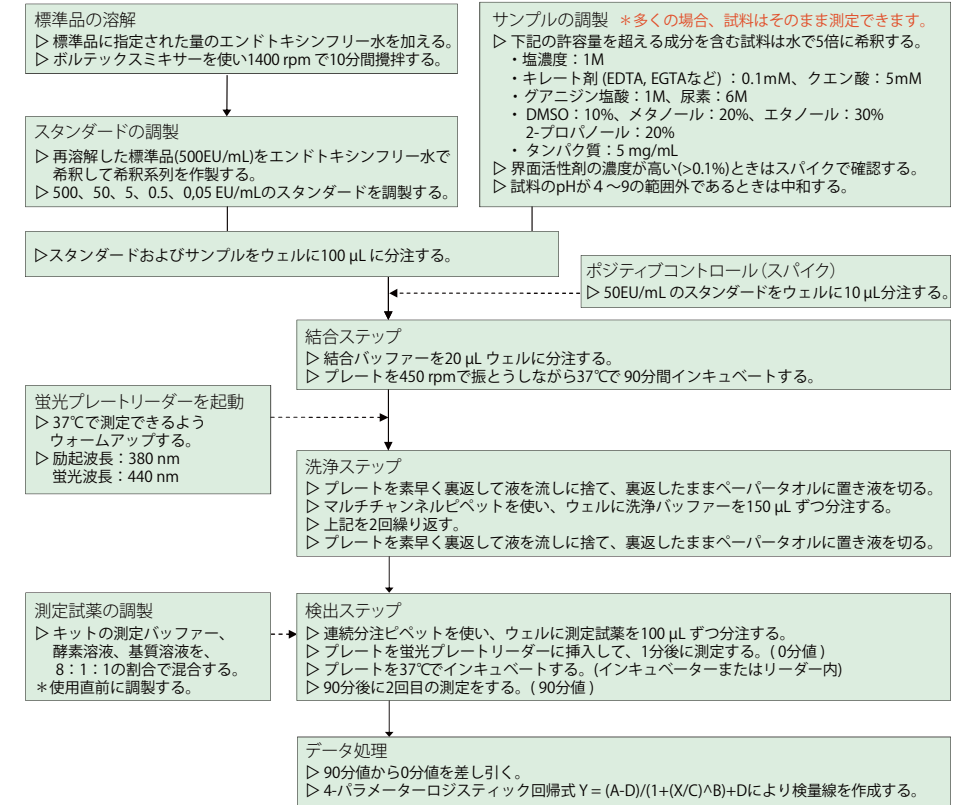 標準品の溶解
▷ 標準品に指定された量のエンドトキシンフリー水を加える。
▷ ボルテックスミキサーを使い1400 rpm で10分間攪拌する。
サンプルの調製 ＊多くの場合、試料はそのまま測定できます。
▷ 下記の許容量を超える成分を含む試料は水で5倍に希釈する。
・塩濃度：1M
・キレート剤 (EDTA, EGTAなど) ：0.1mM、クエン酸：5mM
・グアニジン塩酸：1M、尿素：6M
・ DMSO：10%、メタノール：20%、エタノール：30%
2-プロパノール：20%
・ タンパク質：5 mg/mL
▷ 界面活性剤の濃度が高い(>0.1%)ときはスパイクで確認する。
▷ 試料のpHが４～9の範囲外であるときは中和する。
スタンダードの調製
▷ 再溶解した標準品(500EU/mL)をエンドトキシンフリー水で
希釈して希釈系列を作製する。
▷ 500、50、5、0.5、0,05 EU/mLのスタンダードを調製する。
▷スタンダードおよびサンプルをウェルに100 µL に分注する。
ポジティブコントロール（スパイク）
▷ 50EU/mL のスタンダードをウェルに10 µL分注する。
結合ステップ
▷ 結合バッファーを20 µL ウェルに分注する。
▷ プレートを450 rpmで振とうしながら37℃で 90分間インキュベートする。
蛍光プレートリーダーを起動
▷ 37℃で測定できるよう
ウォームアップする。
▷ 励起波長：380 nm
蛍光波長：440 nm
洗浄ステップ
▷ プレートを素早く裏返して液を流しに捨て、裏返したままペーパータオルに置き液を切る。
▷ マルチチャンネルピペットを使い、ウェルに洗浄バッファーを150 µL ずつ分注する。
▷ 上記を2回繰り返す。
▷ プレートを素早く裏返して液を流しに捨て、裏返したままペーパータオルに置き液を切る。
測定試薬の調製
▷ キットの測定バッファー、
酵素溶液、基質溶液を、
8：1：1の割合で混合する。
＊使用直前に調製する。
検出ステップ
▷ 連続分注ピペットを使い、ウェルに測定試薬を100 µL ずつ分注する。
▷ プレートを蛍光プレートリーダーに挿入して、1分後に測定する。( 0分値 )
▷ プレートを37℃でインキュベートする。(インキュベーターまたはリーダー内)
▷ 90分後に2回目の測定をする。( 90分値 )
データ処理
▷ 90分値から0分値を差し引く。
▷ 4-パラメーターロジスティック回帰式 Y = (A-D)/(1+(X/C)^B)+Dにより検量線を作成する。